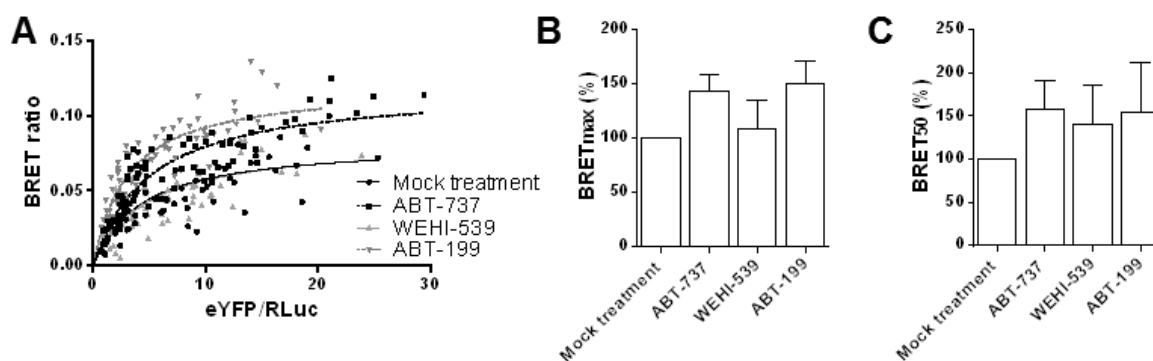 A
BRET ratio
0.15
0.10
0.05
0.00
0 10 20 30
eYFP/RLuc
Mock treatment
ABT-737
WEHI-539
ABT-199
B
BRETmax (%)
200
150
100
50
0
Mock treatment
ABT-737
WEHI-539
ABT-199
C
BRET50 (%)
250
200
150
100
50
0
Mock treatment
ABT-737
WEHI-539
ABT-199